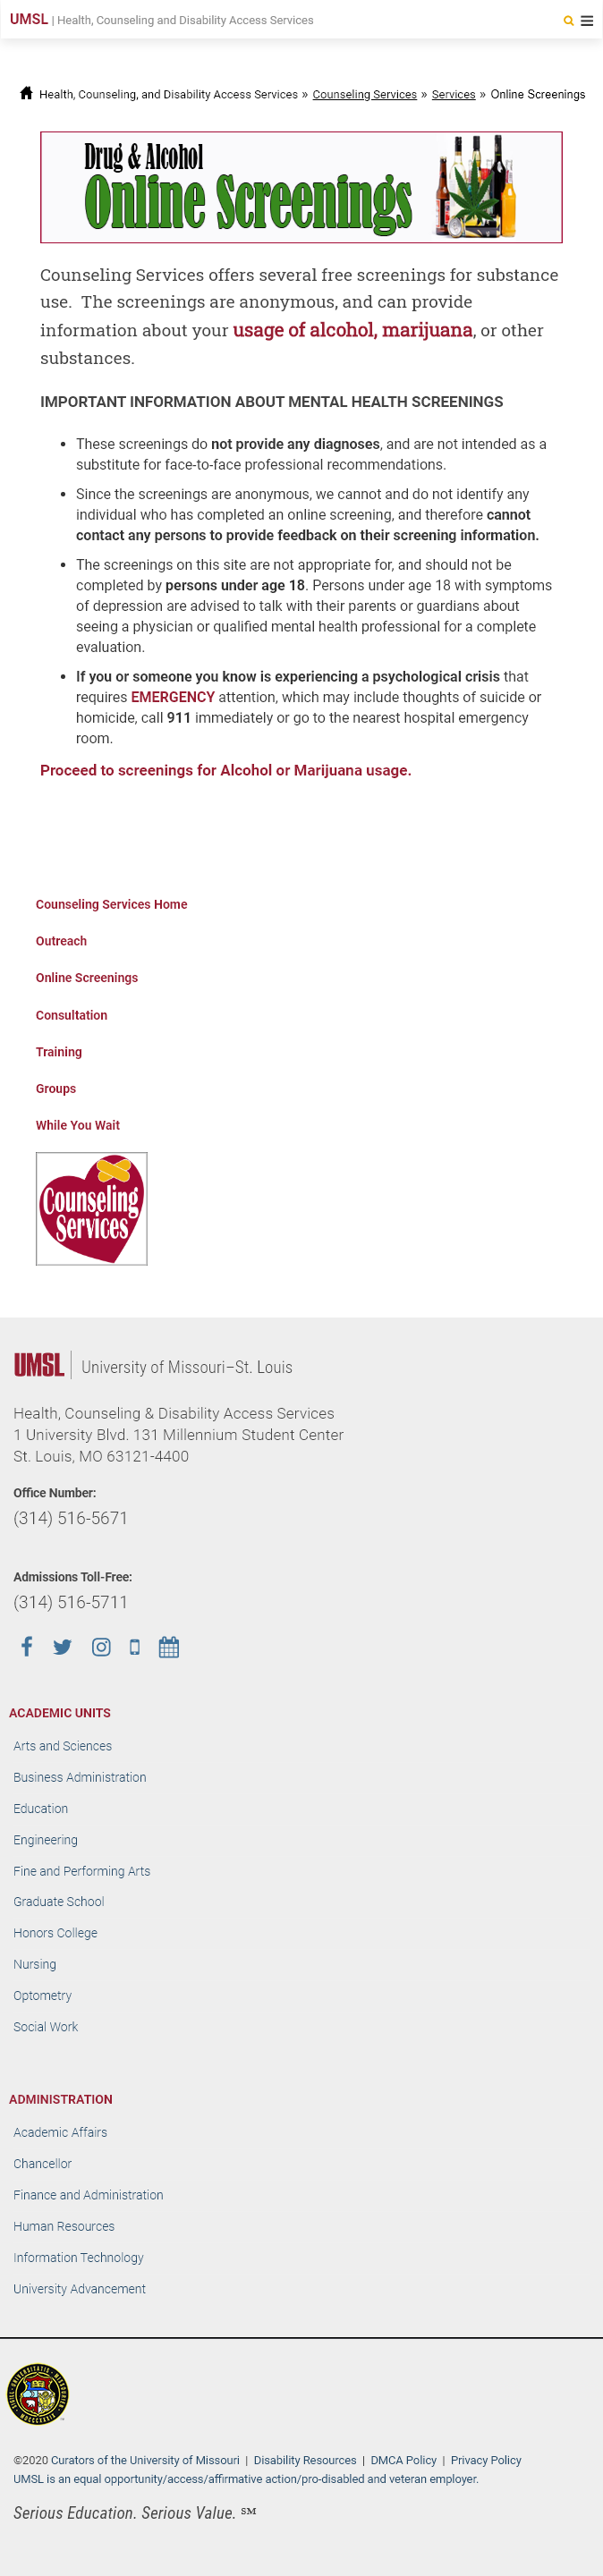 UMSL | Health, Counseling and Disability Access Services
Health, Counseling, and Disability Access Services » Counseling Services » Services » Online Screenings
Drug & Alcohol
Online Screenings
Counseling Services offers several free screenings for substance
use. The screenings are anonymous, and can provide
information about your usage of alcohol, marijuana, or other
substances.
IMPORTANT INFORMATION ABOUT MENTAL HEALTH SCREENINGS
• These screenings do not provide any diagnoses, and are not intended as a
substitute for face-to-face professional recommendations.
• Since the screenings are anonymous, we cannot and do not identify any
individual who has completed an online screening, and therefore cannot
contact any persons to provide feedback on their screening information.
• The screenings on this site are not appropriate for, and should not be
completed by persons under age 18. Persons under age 18 with symptoms
of depression are advised to talk with their parents or guardians about
seeing a physician or qualified mental health professional for a complete
evaluation.
• If you or someone you know is experiencing a psychological crisis that
requires EMERGENCY attention, which may include thoughts of suicide or
homicide, call 911 immediately or go to the nearest hospital emergency
room.
Proceed to screenings for Alcohol or Marijuana usage.
Counseling Services Home
Outreach
Online Screenings
Consultation
Training
Groups
While You Wait
Counseling
Services
UMSL | University of Missouri–St. Louis
Health, Counseling & Disability Access Services
1 University Blvd. 131 Millennium Student Center
St. Louis, MO 63121-4400
Office Number:
(314) 516-5671
Admissions Toll-Free:
(314) 516-5711
ACADEMIC UNITS
Arts and Sciences
Business Administration
Education
Engineering
Fine and Performing Arts
Graduate School
Honors College
Nursing
Optometry
Social Work
ADMINISTRATION
Academic Affairs
Chancellor
Finance and Administration
Human Resources
Information Technology
University Advancement
©2020 Curators of the University of Missouri | Disability Resources | DMCA Policy | Privacy Policy
UMSL is an equal opportunity/access/affirmative action/pro-disabled and veteran employer.
Serious Education. Serious Value. ℠